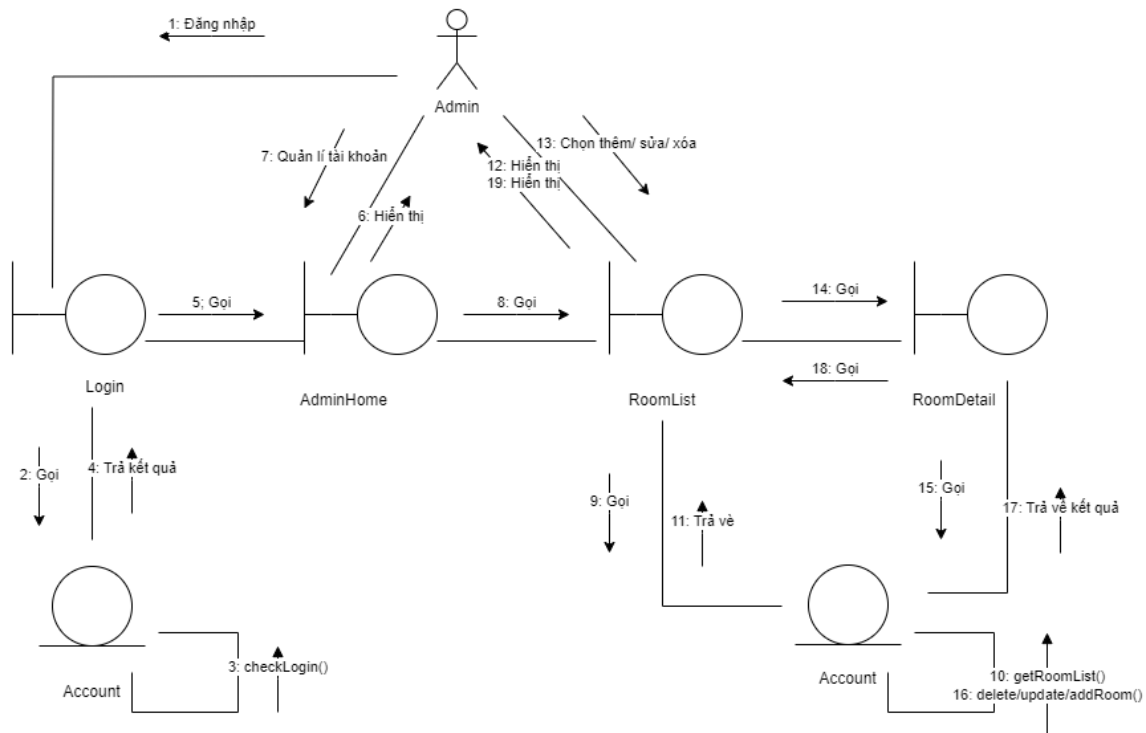 1: Đăng nhập
Admin
7: Quản lí tài khoản
13: Chọn thêm/ sửa/ xóa
12: Hiển thị
19: Hiển thị
6: Hiển thị
5; Gọi
8: Gọi
14: Gọi
18: Gọi
Login
AdminHome
RoomList
RoomDetail
2: Gọi
4: Trả kết quả
9: Gọi
11: Trả vè
15: Gọi
17: Trả về kết quả
3: checkLogin()
Account
Account
10: getRoomList()
16: delete/update/addRoom()